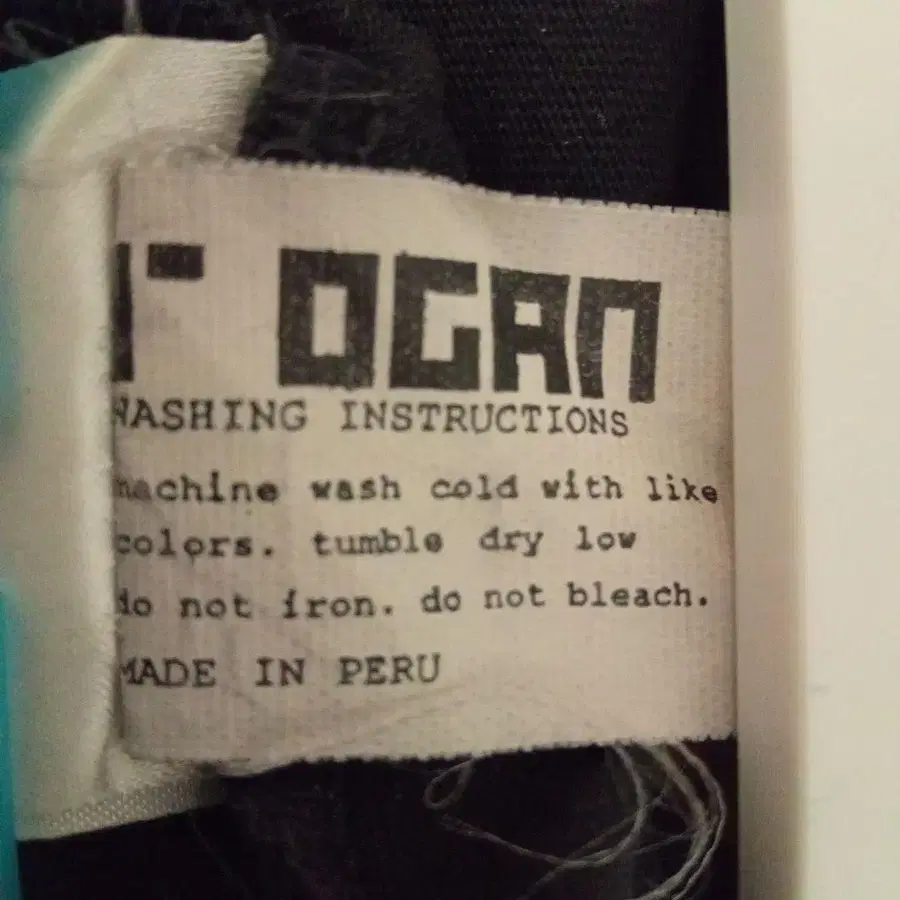 OGAN
WASHING INSTRUCTIONS
machine wash cold with like
colors. tumble dry low
do not iron. do not bleach.
MADE IN PERU